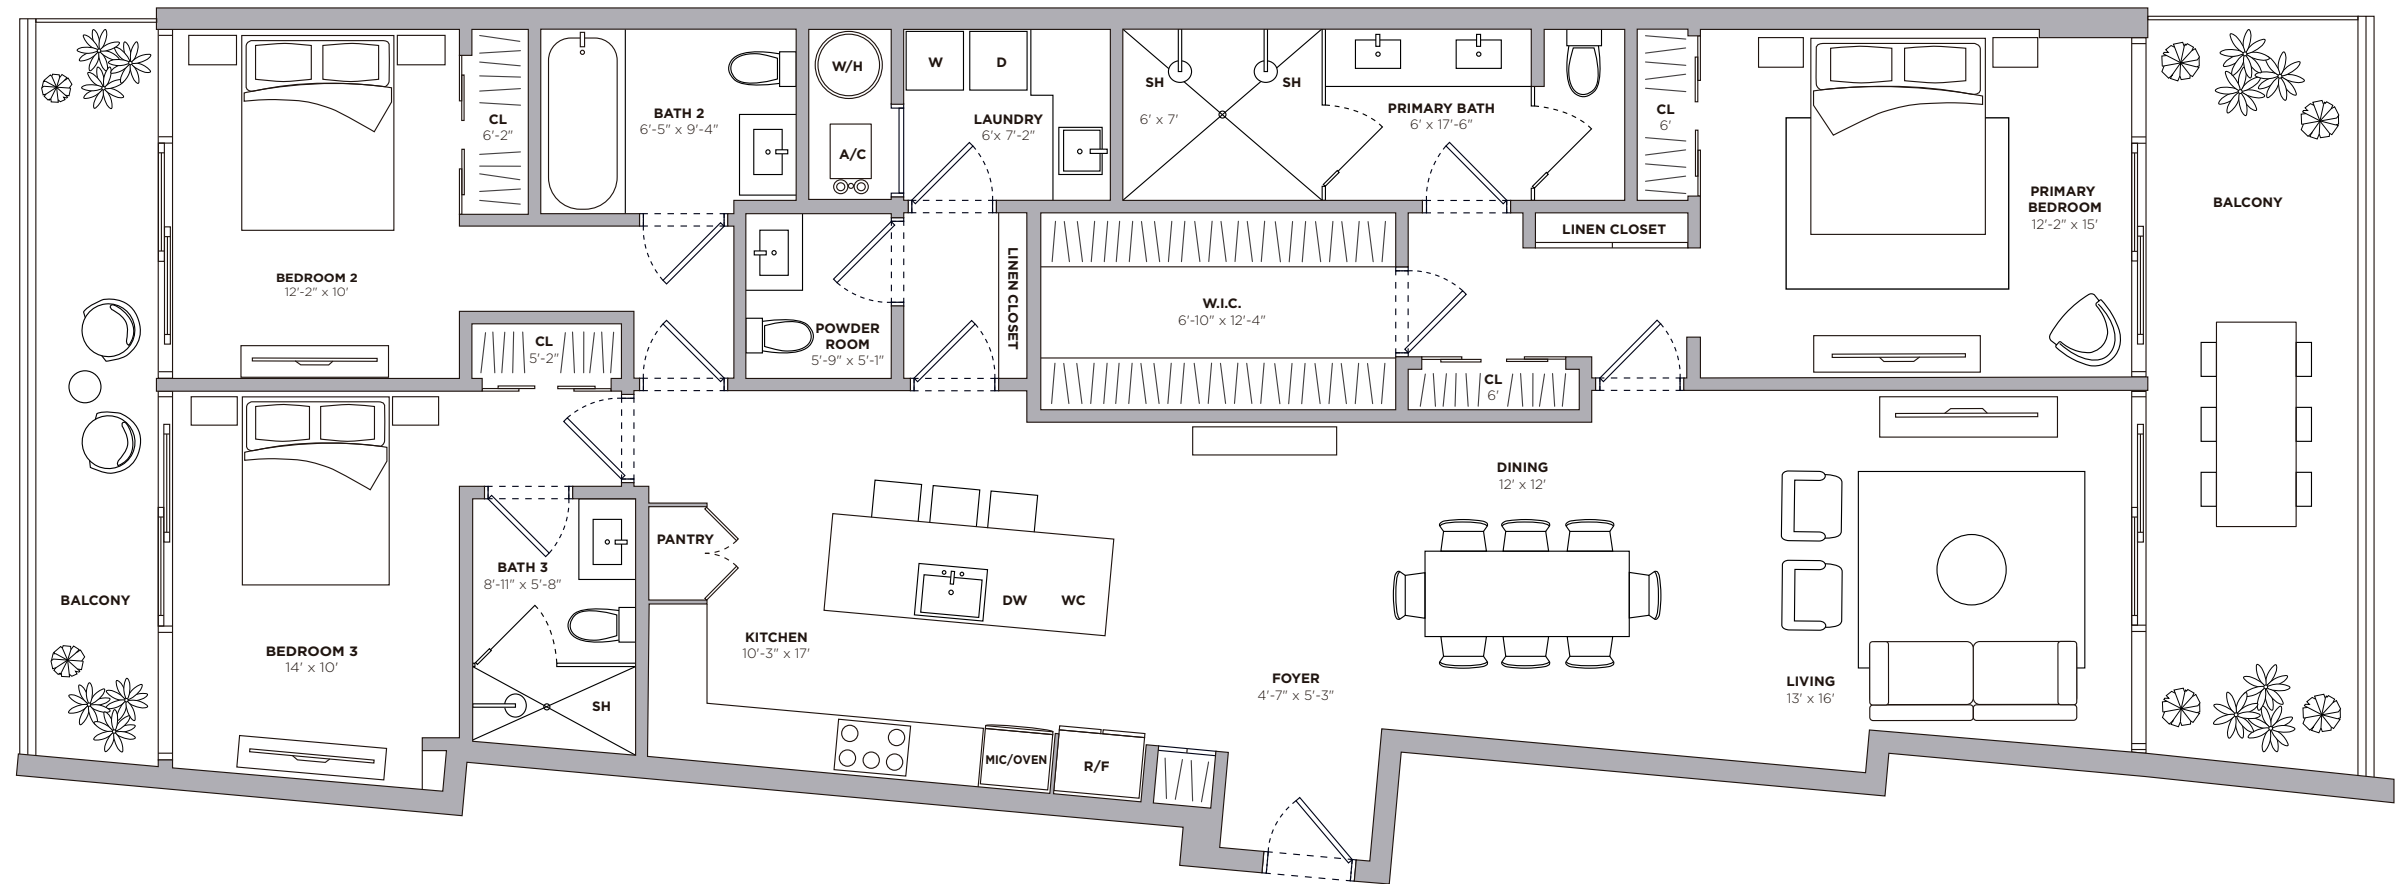 CL
6'-2"
BATH 2
6'-5" x 9'-4"
W/H
A/C
W
D
LAUNDRY
6'x 7'-2"
SH
SH
6' x 7'
PRIMARY BATH
6' x 17'-6"
CL
6'
PRIMARY
BEDROOM
12'-2" x 15'
BALCONY
BEDROOM 2
12'-2" x 10'
CL
5'-2"
POWDER
ROOM
5'-9" x 5'-1"
LINEN CLOSET
W.I.C.
6'-10" x 12'-4"
LINEN CLOSET
CL
6'
DINING
12' x 12'
PANTRY
BATH 3
8'-11" x 5'-8"
BALCONY
BEDROOM 3
14' x 10'
SH
KITCHEN
10'-3" x 17'
DW
WC
MIC/OVEN
R/F
FOYER
4'-7" x 5'-3"
LIVING
13' x 16'